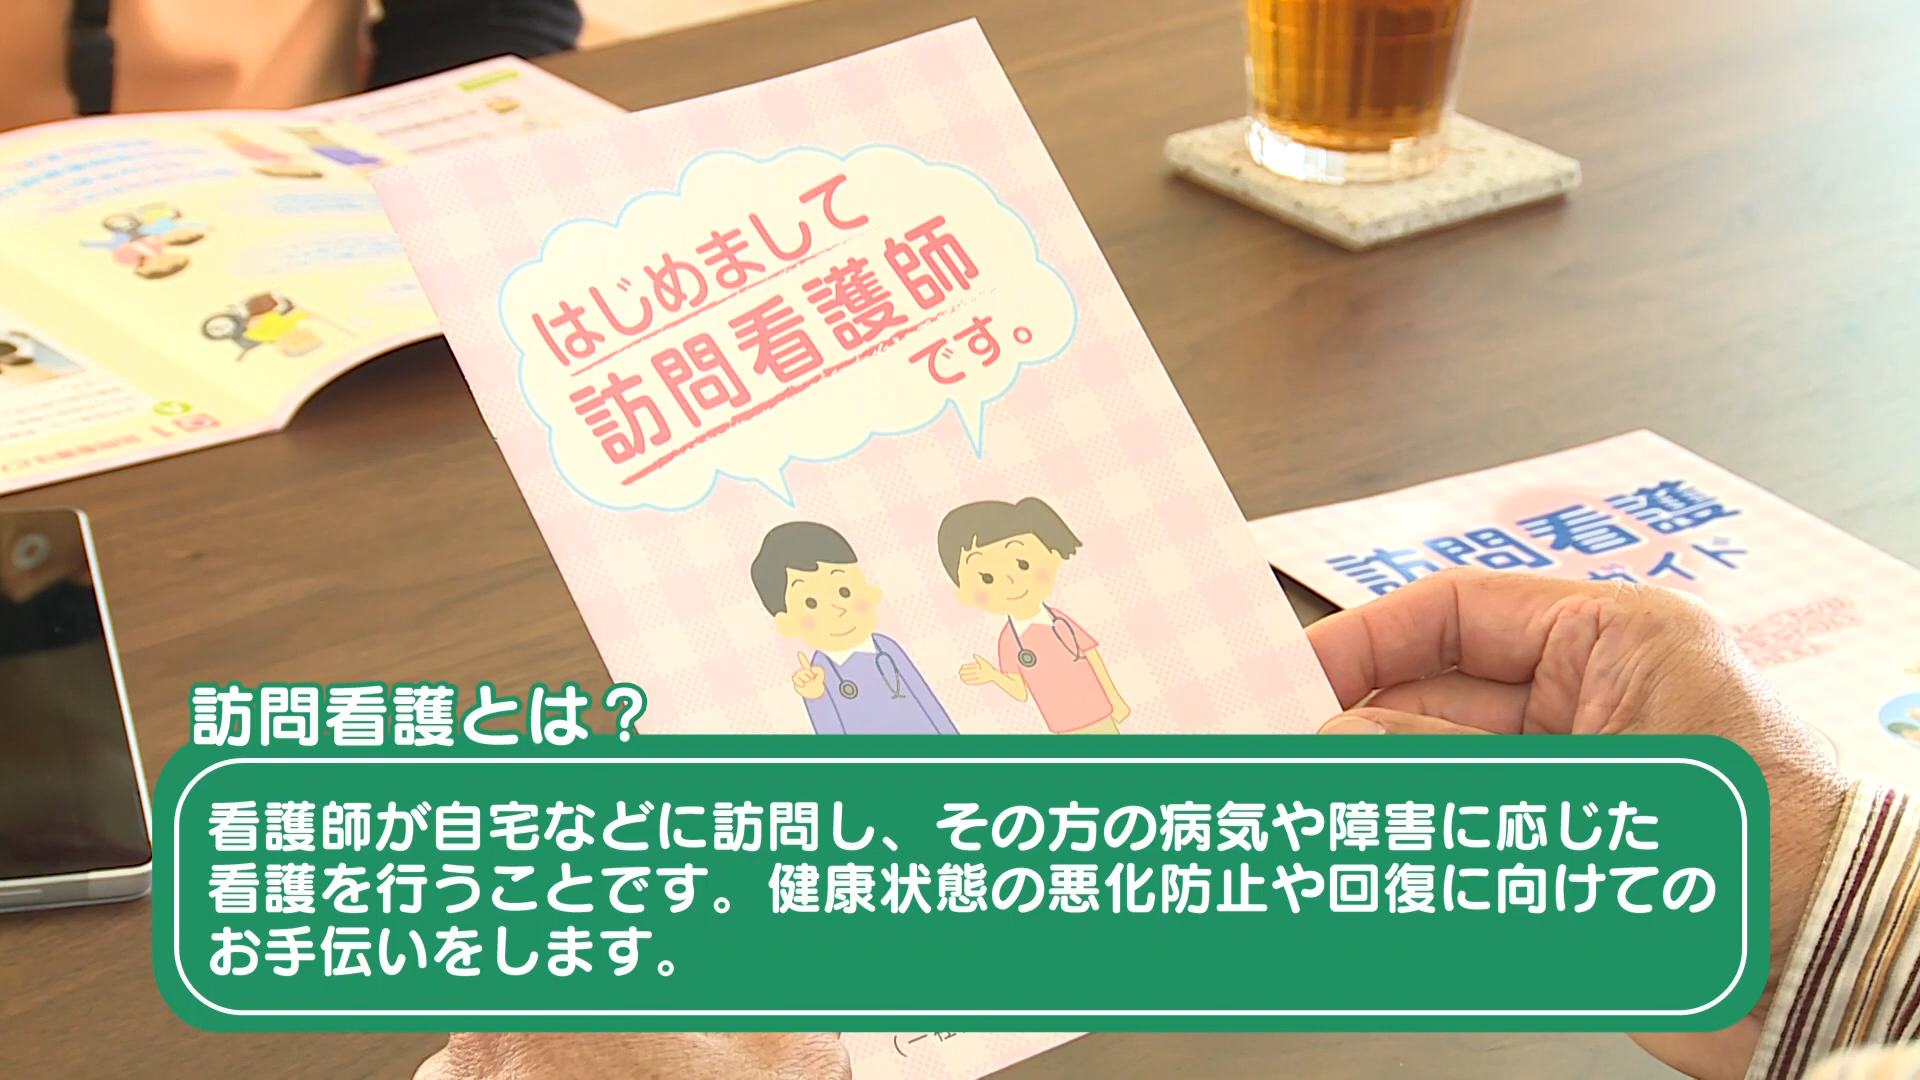 はじめまして
訪問看護師
です。
訪問看護
ガイド
訪問看護とは？
看護師が自宅などに訪問し、その方の病気や障害に応じた
看護を行うことです。健康状態の悪化防止や回復に向けての
お手伝いをします。